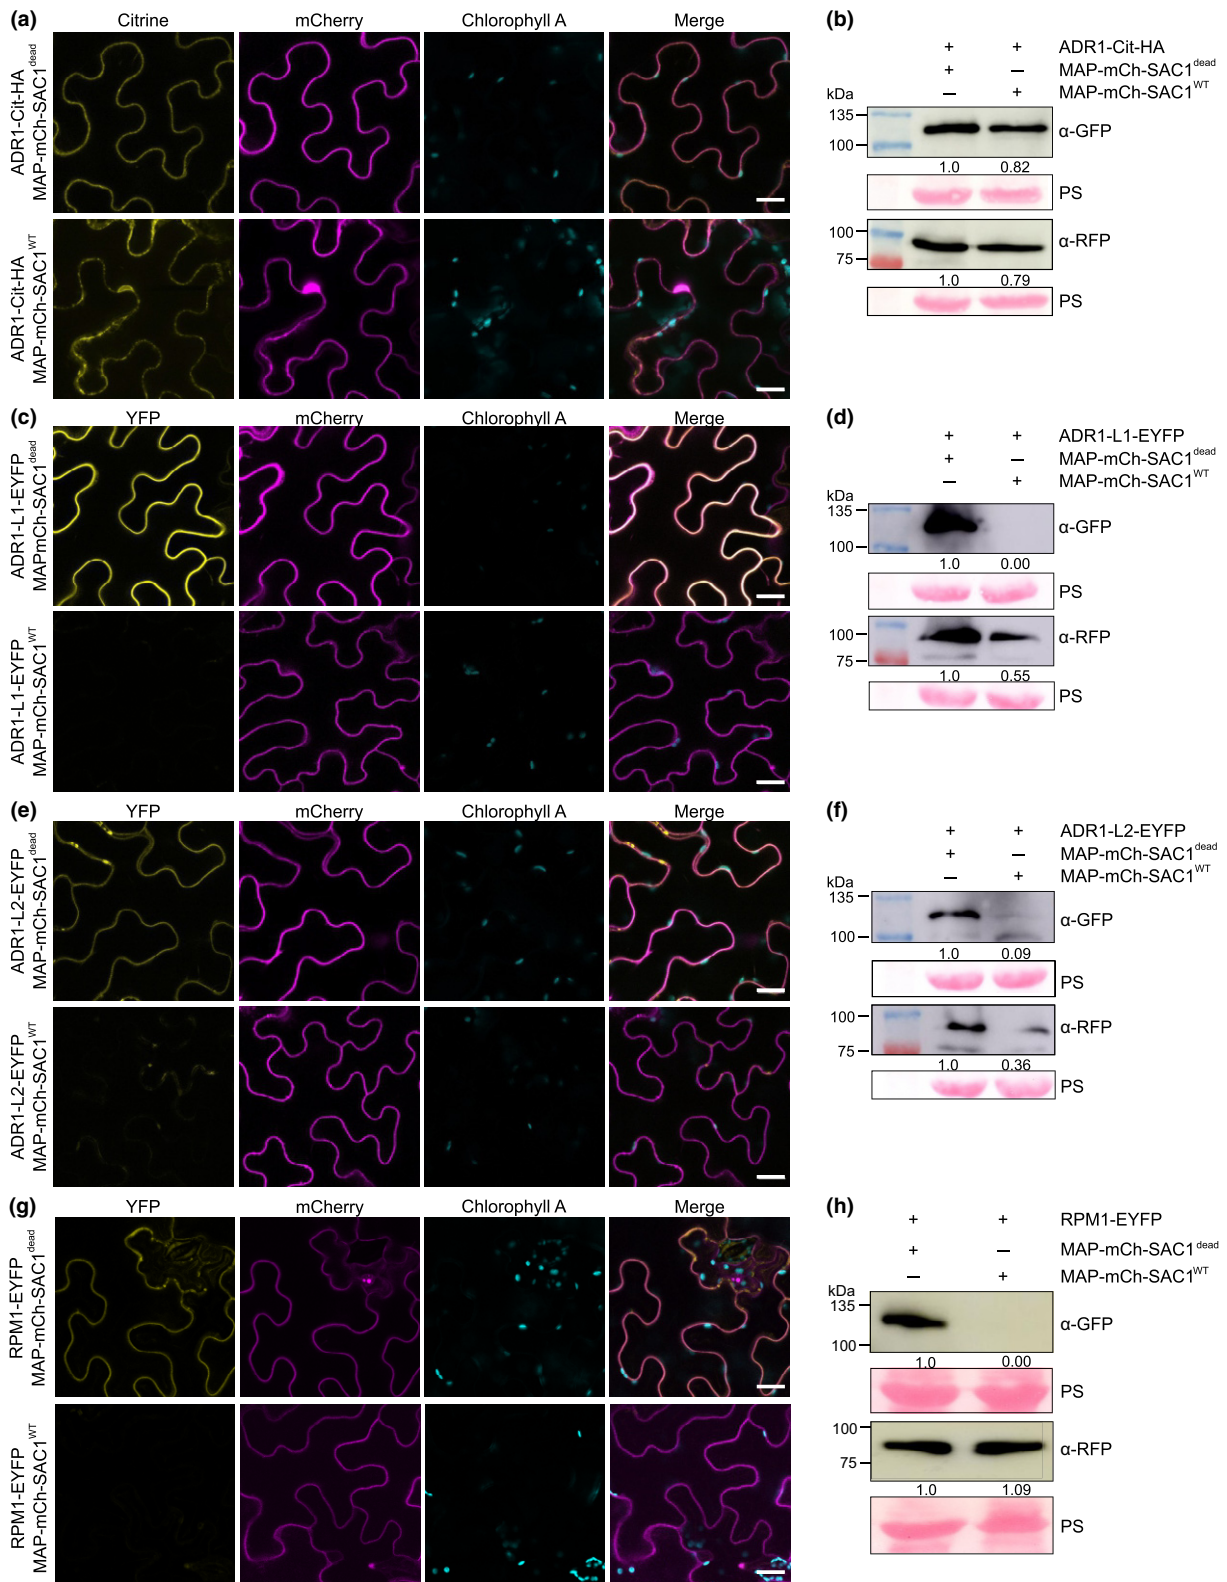 (a)
Citrine mCherry Chlorophyll A Merge
ADR1-Cit-HA
MAP-mCh-SAC1dead
ADR1-Cit-HA
MAP-mCh-SAC1WT
(b)
+ + ADR1-Cit-HA
+ — MAP-mCh-SAC1dead
— + MAP-mCh-SAC1WT
kDa
135
100
α-GFP
1.0 0.82
PS
100
75
α-RFP
1.0 0.79
PS
(c)
YFP mCherry Chlorophyll A Merge
ADR1-L1-EYFP
MAPmCh-SAC1dead
ADR1-L1-EYFP
MAP-mCh-SAC1WT
(d)
+ + ADR1-L1-EYFP
+ — MAP-mCh-SAC1dead
— + MAP-mCh-SAC1WT
kDa
135
100
α-GFP
1.0 0.00
PS
100
75
α-RFP
1.0 0.55
PS
(e)
YFP mCherry Chlorophyll A Merge
ADR1-L2-EYFP
MAP-mCh-SAC1dead
ADR1-L2-EYFP
MAP-mCh-SAC1WT
(f)
+ + ADR1-L2-EYFP
+ — MAP-mCh-SAC1dead
— + MAP-mCh-SAC1WT
kDa
135
100
α-GFP
1.0 0.09
PS
100
75
α-RFP
1.0 0.36
PS
(g)
YFP mCherry Chlorophyll A Merge
RPM1-EYFP
MAP-mCh-SAC1dead
RPM1-EYFP
MAP-mCh-SAC1WT
(h)
+ + RPM1-EYFP
+ — MAP-mCh-SAC1dead
— + MAP-mCh-SAC1WT
kDa
135
100
α-GFP
1.0 0.00
PS
100
75
α-RFP
1.0 1.09
PS